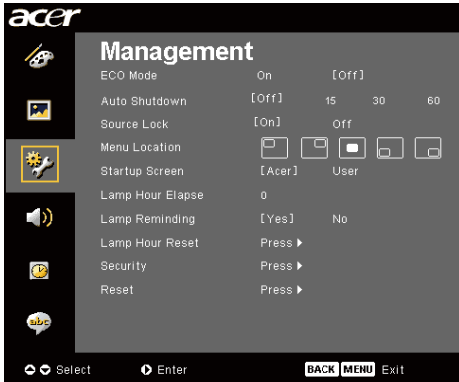 acer
Management
ECO Mode On [Off]
Auto Shutdown [Off] 15 30 60
Source Lock [On] Off
Menu Location
Startup Screen [Acer] User
Lamp Hour Elapse 0
Lamp Reminding [Yes] No
Lamp Hour Reset Press
Security Press
Reset Press
abc
Select Enter BACK MENU Exit